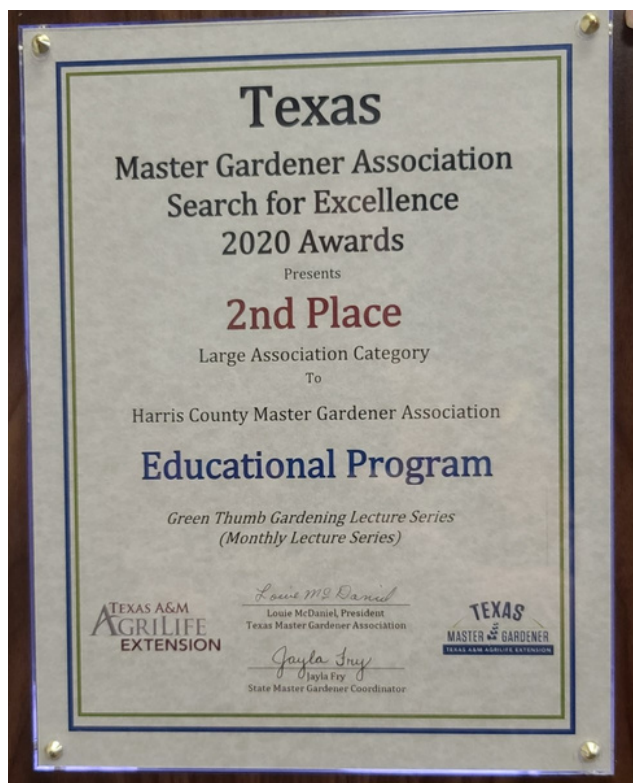 Texas
Master Gardener Association
Search for Excellence
2020 Awards
Presents
2nd Place
Large Association Category
To
Harris County Master Gardener Association
Educational Program
Green Thumb Gardening Lecture Series
(Monthly Lecture Series)
Louie McDaniel
Louie McDaniel, President
Texas Master Gardener Association
Jayla Fry
Jayla Fry
State Master Gardener Coordinator
TEXAS A&M
AGRILIFE
EXTENSION
TEXAS
MASTER GARDENER
TEXAS A&M AGRILIFE EXTENSION